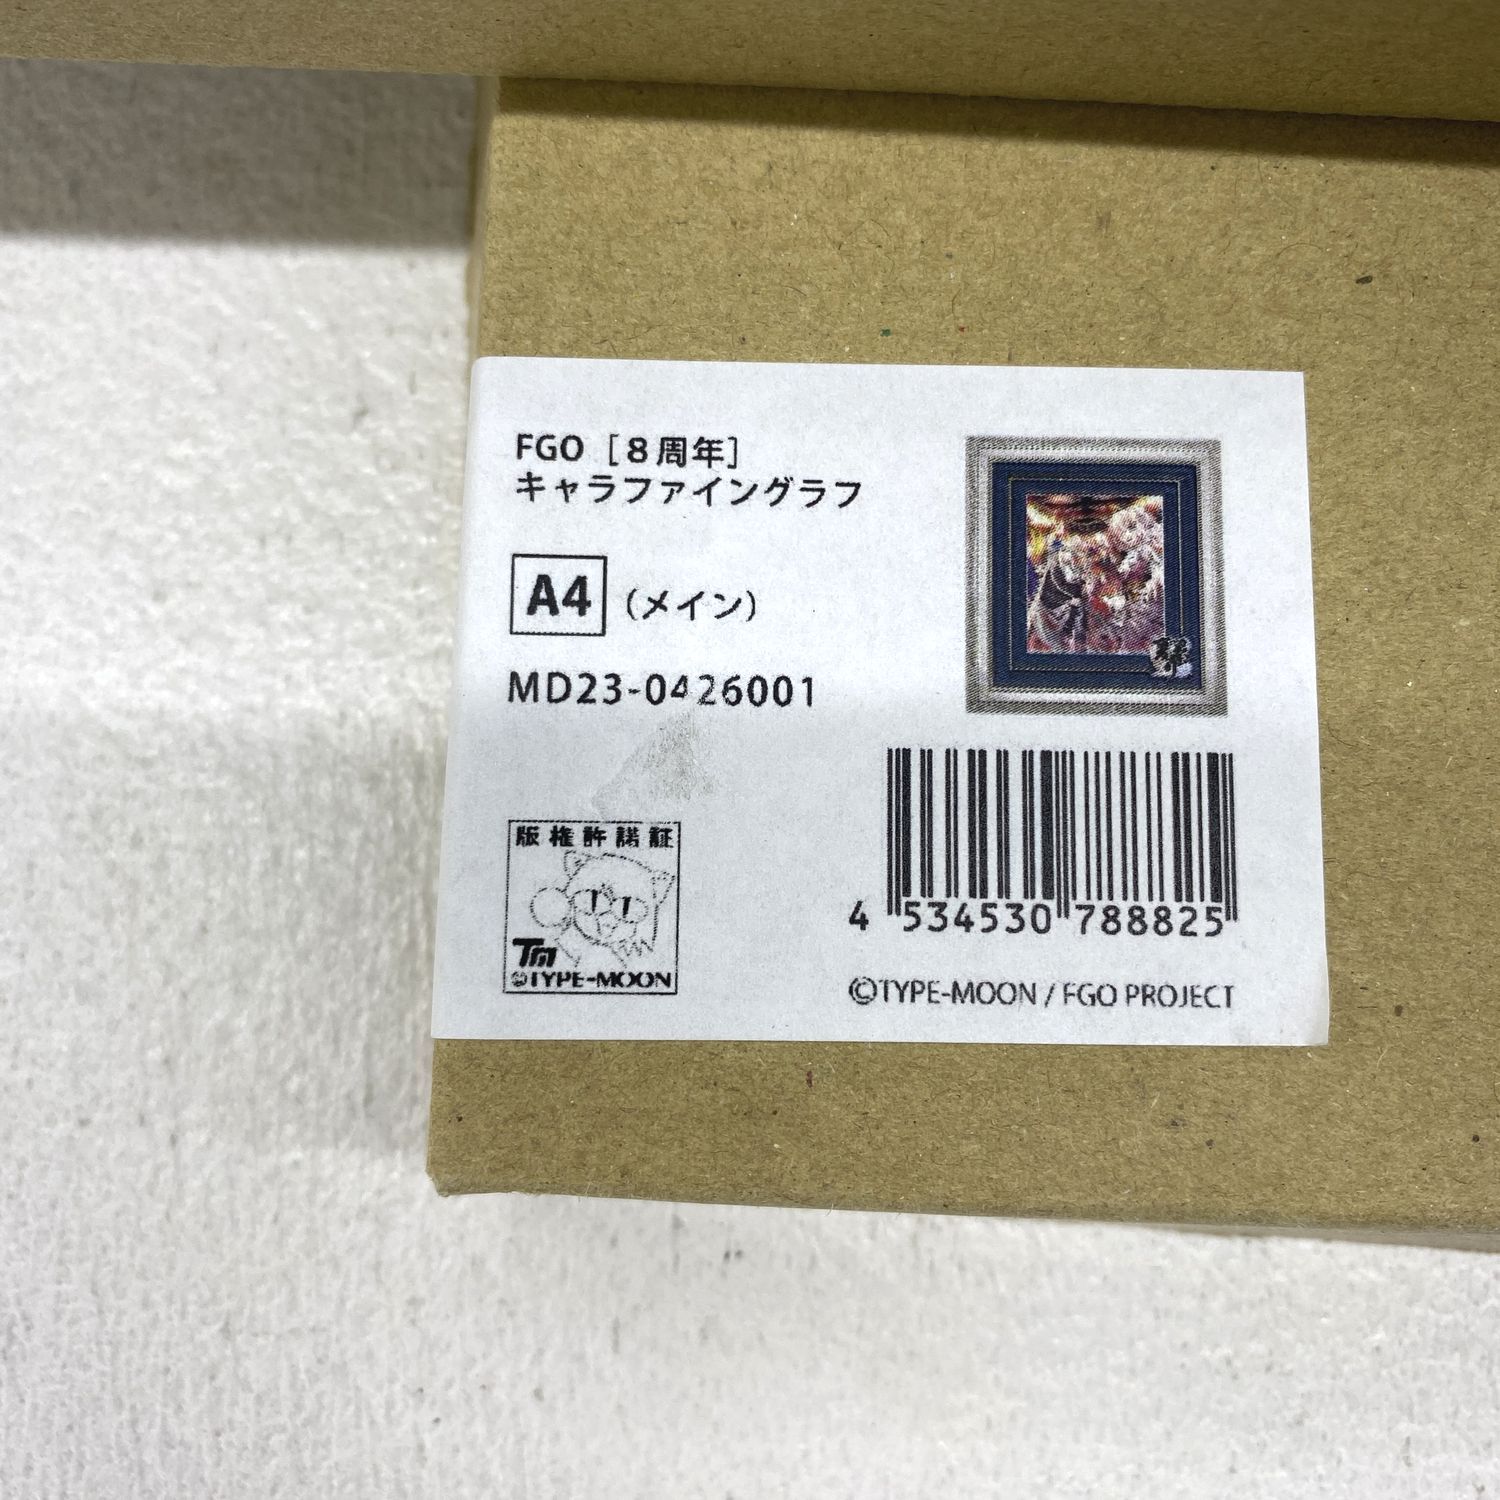 FGO [8周年]
キャラファイングラフ
A4 (メイン)
MD23-0426001
版権許諾証
TM
©TYPE-MOON
4 534530 788825
©TYPE-MOON / FGO PROJECT